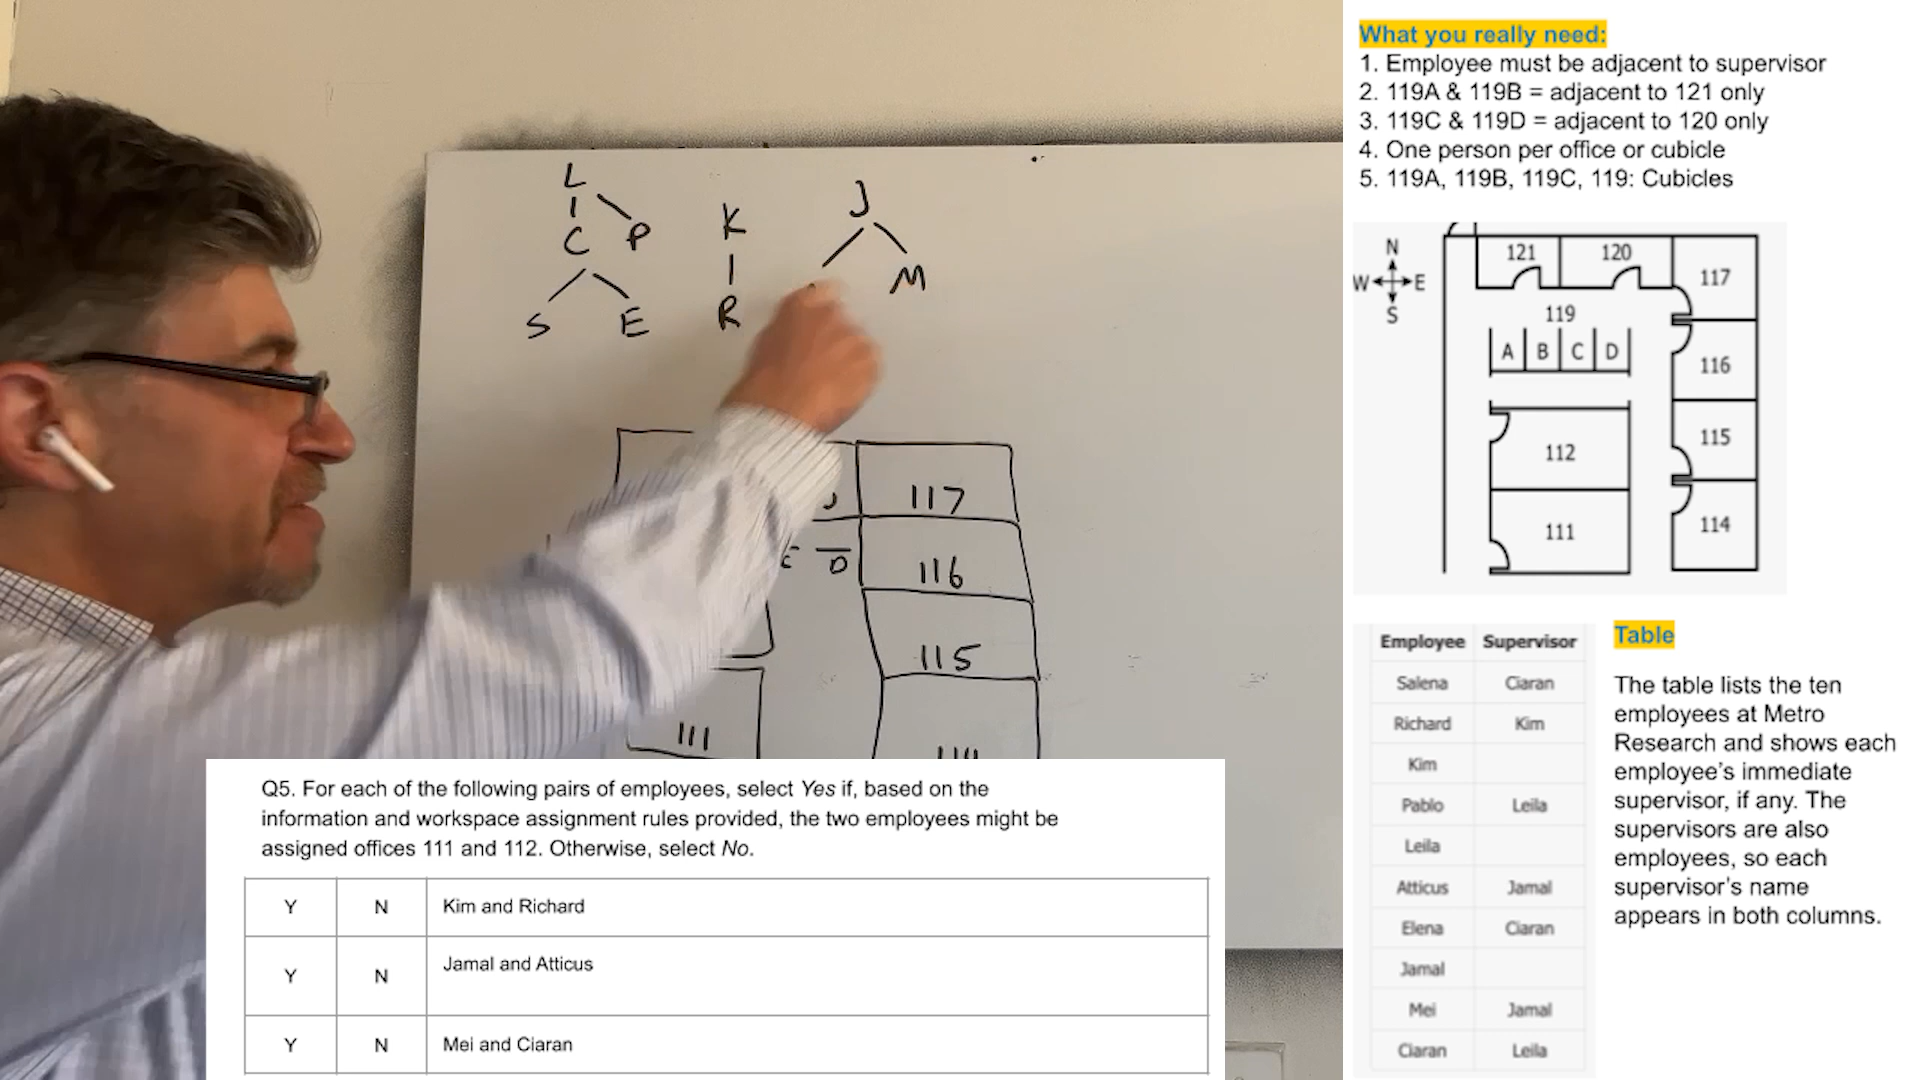 L
C P
S E
K
R
J
M
117
C D
116
115
111
What you really need:
1. Employee must be adjacent to supervisor
2. 119A & 119B = adjacent to 121 only
3. 119C & 119D = adjacent to 120 only
4. One person per office or cubicle
5. 119A, 119B, 119C, 119: Cubicles
N
W E
S
121 120
117
119
A B C D
116
115
112
114
111
Employee Supervisor
Salena Ciaran
Richard Kim
Kim
Pablo Leila
Leila
Atticus Jamal
Elena Ciaran
Jamal
Mei Jamal
Ciaran Leila
Table
The table lists the ten
employees at Metro
Research and shows each
employee's immediate
supervisor, if any. The
supervisors are also
employees, so each
supervisor's name
appears in both columns.
Q5. For each of the following pairs of employees, select Yes if, based on the
information and workspace assignment rules provided, the two employees might be
assigned offices 111 and 112. Otherwise, select No.
Y N Kim and Richard
Y N Jamal and Atticus
Y N Mei and Ciaran